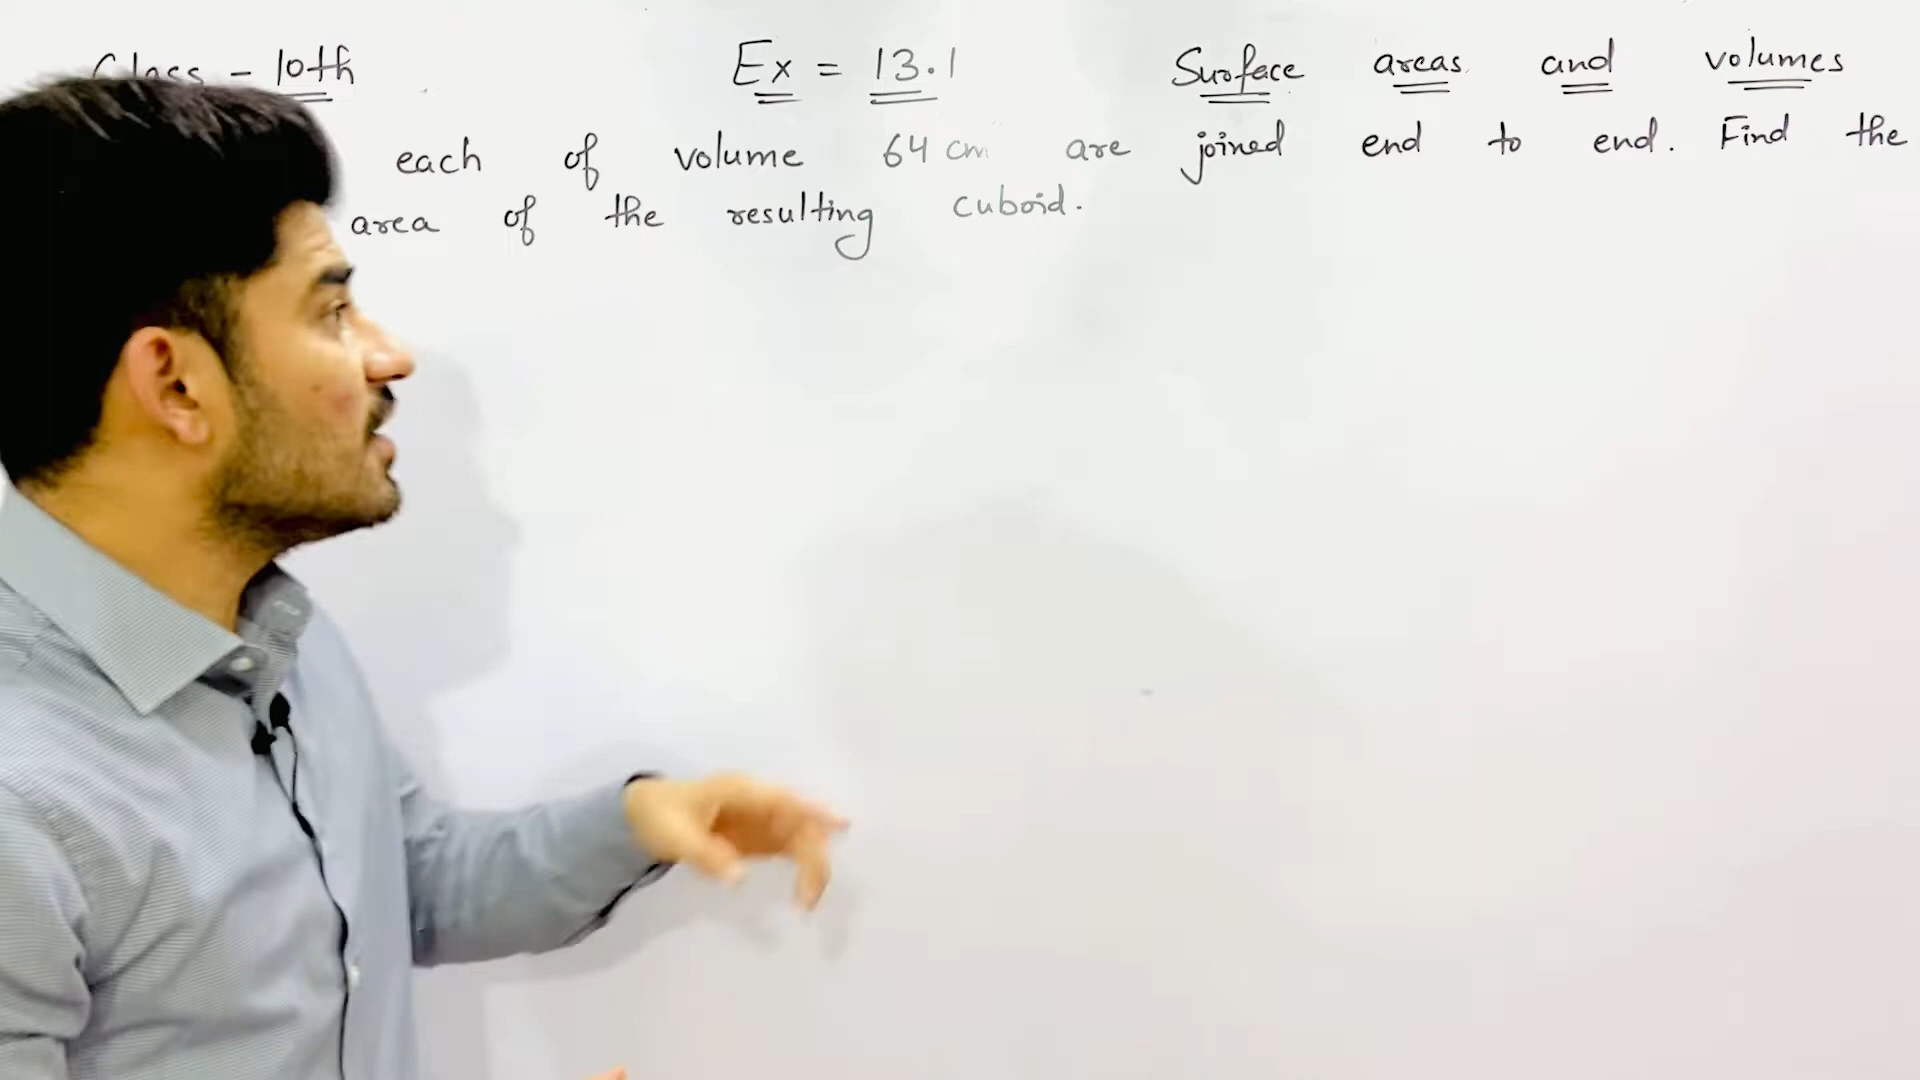 Class - 10th Ex = 13.1 Surface areas and volumes
each of volume 64 cm are joined end to end. Find the
area of the resulting cuboid.